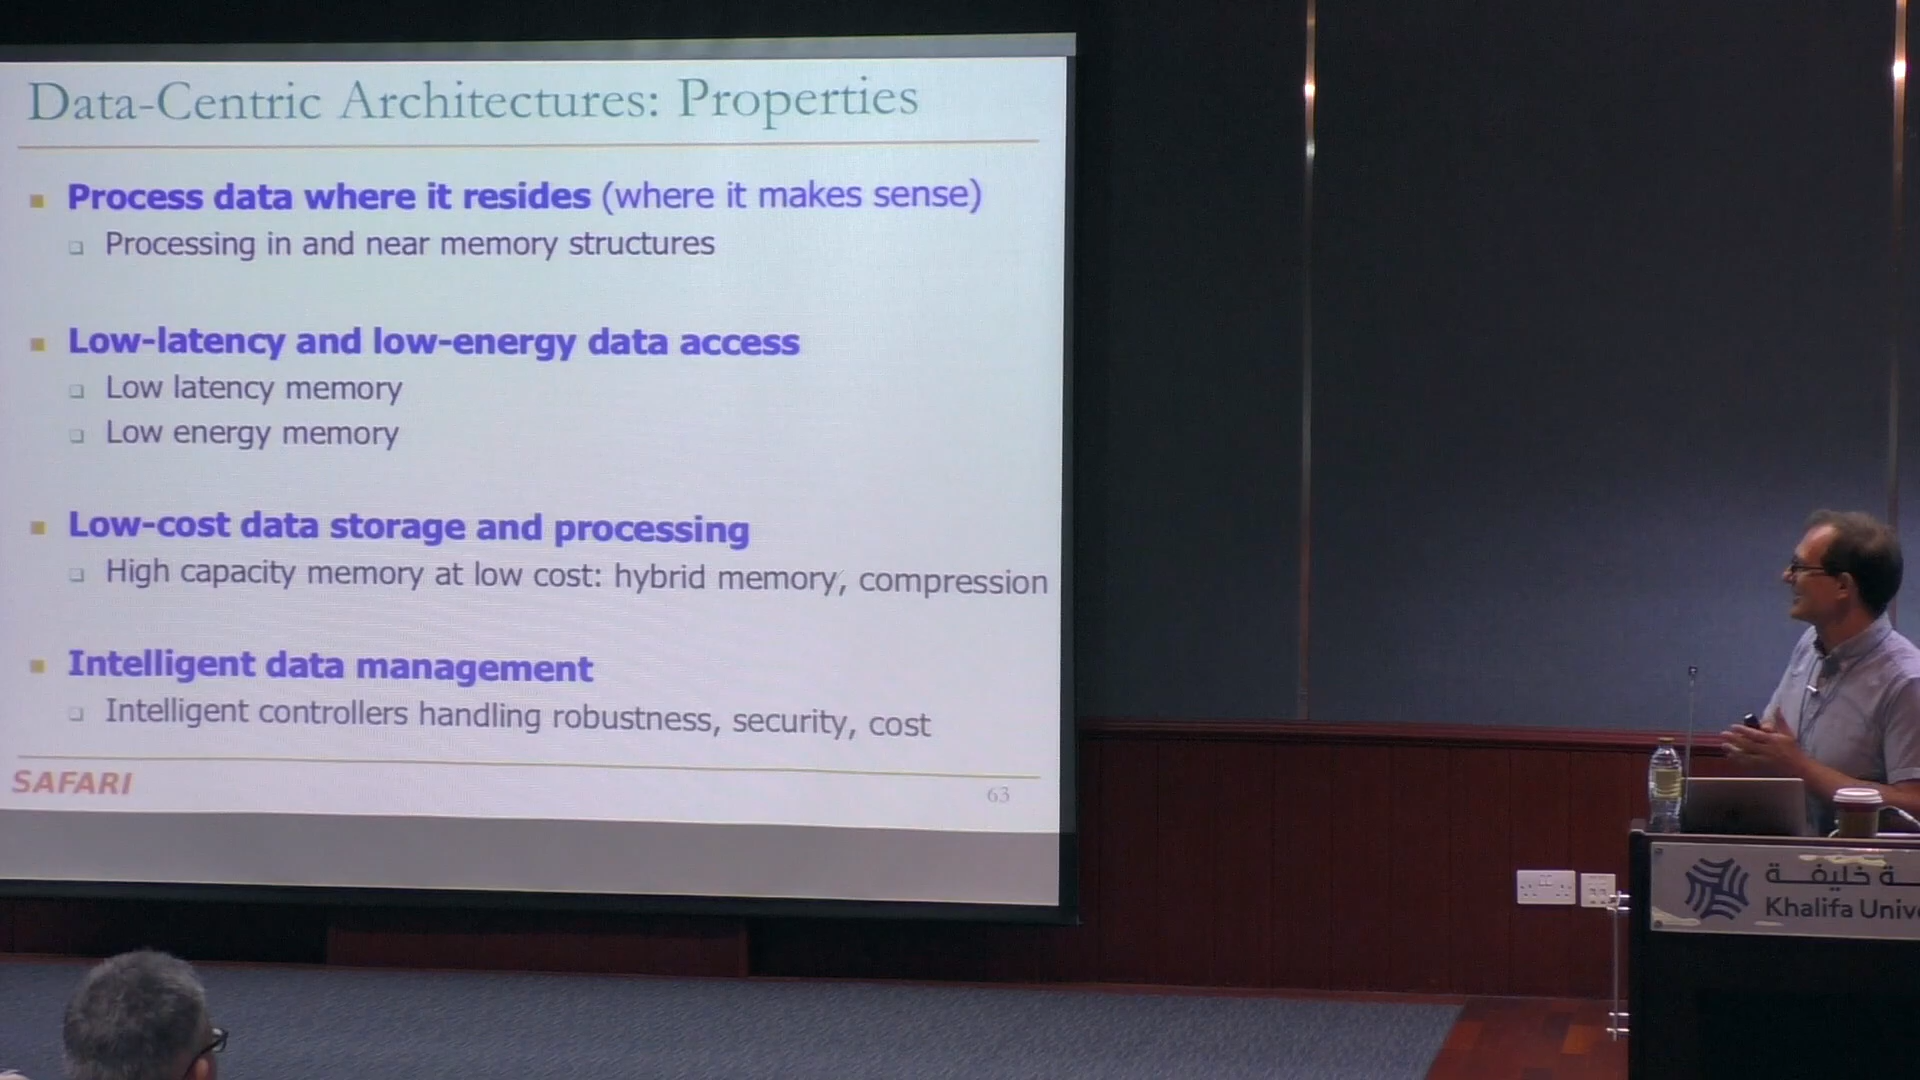 Data-Centric Architectures: Properties
Process data where it resides (where it makes sense)
Processing in and near memory structures
Low-latency and low-energy data access
Low latency memory
Low energy memory
Low-cost data storage and processing
High capacity memory at low cost: hybrid memory, compression
Intelligent data management
Intelligent controllers handling robustness, security, cost
SAFARI
63
ـة خليفة
Khalifa Unive